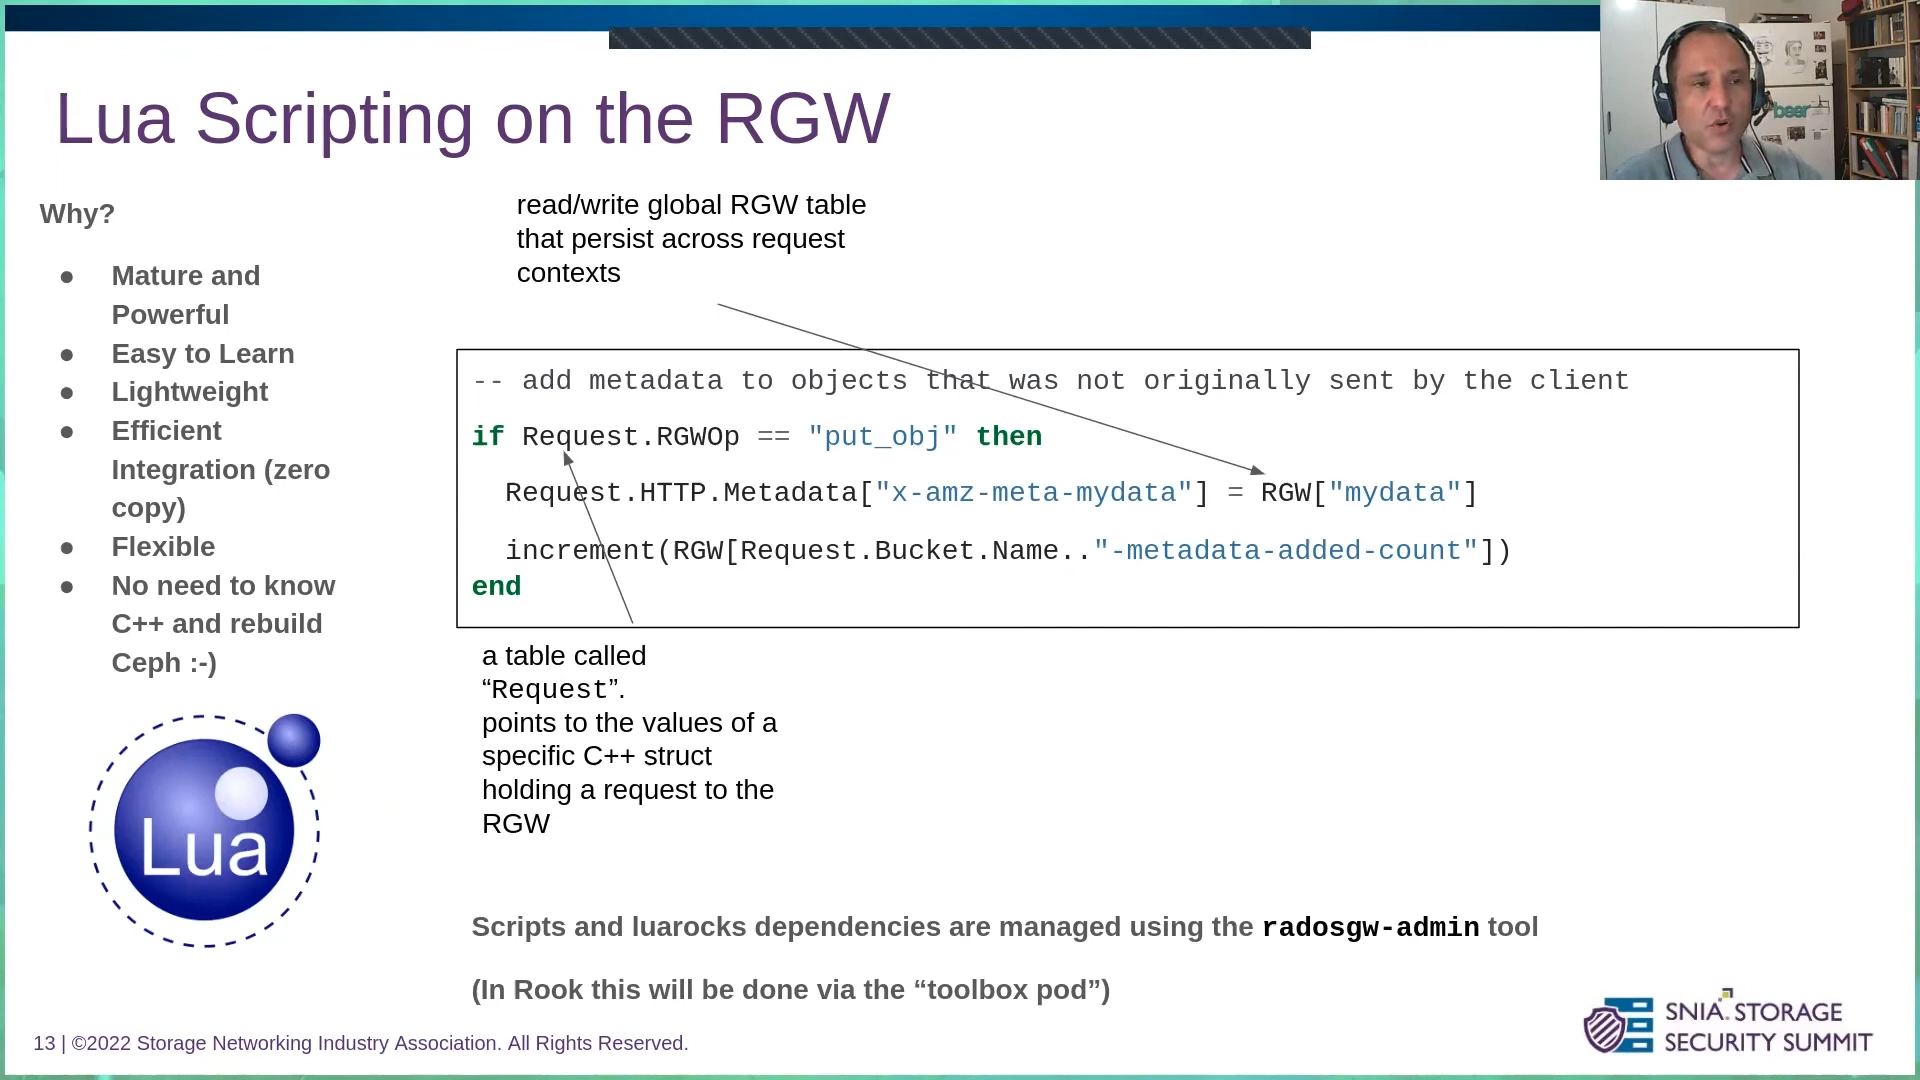 Lua Scripting on the RGW
Why?
● Mature and
Powerful
● Easy to Learn
● Lightweight
● Efficient
Integration (zero
copy)
● Flexible
● No need to know
C++ and rebuild
Ceph :-)
Lua
read/write global RGW table
that persist across request
contexts
-- add metadata to objects that was not originally sent by the client
if Request.RGWOp == "put_obj" then
Request.HTTP.Metadata["x-amz-meta-mydata"] = RGW["mydata"]
increment(RGW[Request.Bucket.Name.."-metadata-added-count"])
end
a table called
“Request”.
points to the values of a
specific C++ struct
holding a request to the
RGW
Scripts and luarocks dependencies are managed using the radosgw-admin tool
(In Rook this will be done via the “toolbox pod”)
13 | ©2022 Storage Networking Industry Association. All Rights Reserved.
SNIA STORAGE
SECURITY SUMMIT
beer